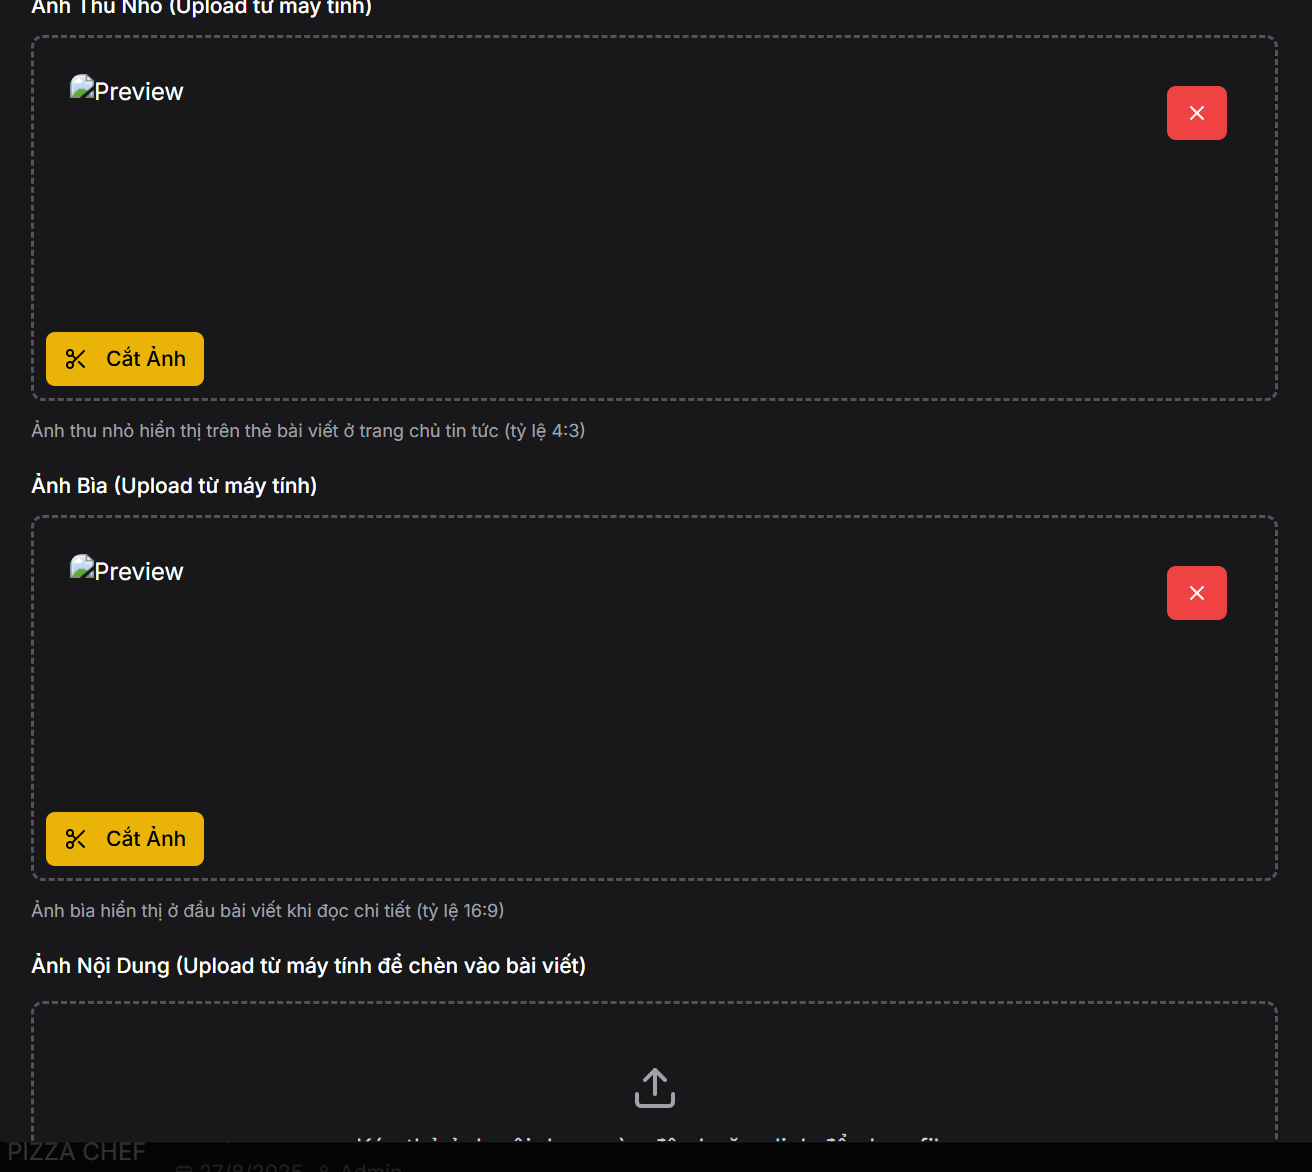 Ảnh Thu Nhỏ (Upload từ máy tính)
Preview
Cắt Ảnh
Ảnh thu nhỏ hiển thị trên thẻ bài viết ở trang chủ tin tức (tỷ lệ 4:3)
Ảnh Bìa (Upload từ máy tính)
Preview
Cắt Ảnh
Ảnh bìa hiển thị ở đầu bài viết khi đọc chi tiết (tỷ lệ 16:9)
Ảnh Nội Dung (Upload từ máy tính để chèn vào bài viết)
PIZZA CHEF
27/8/2025 Admin